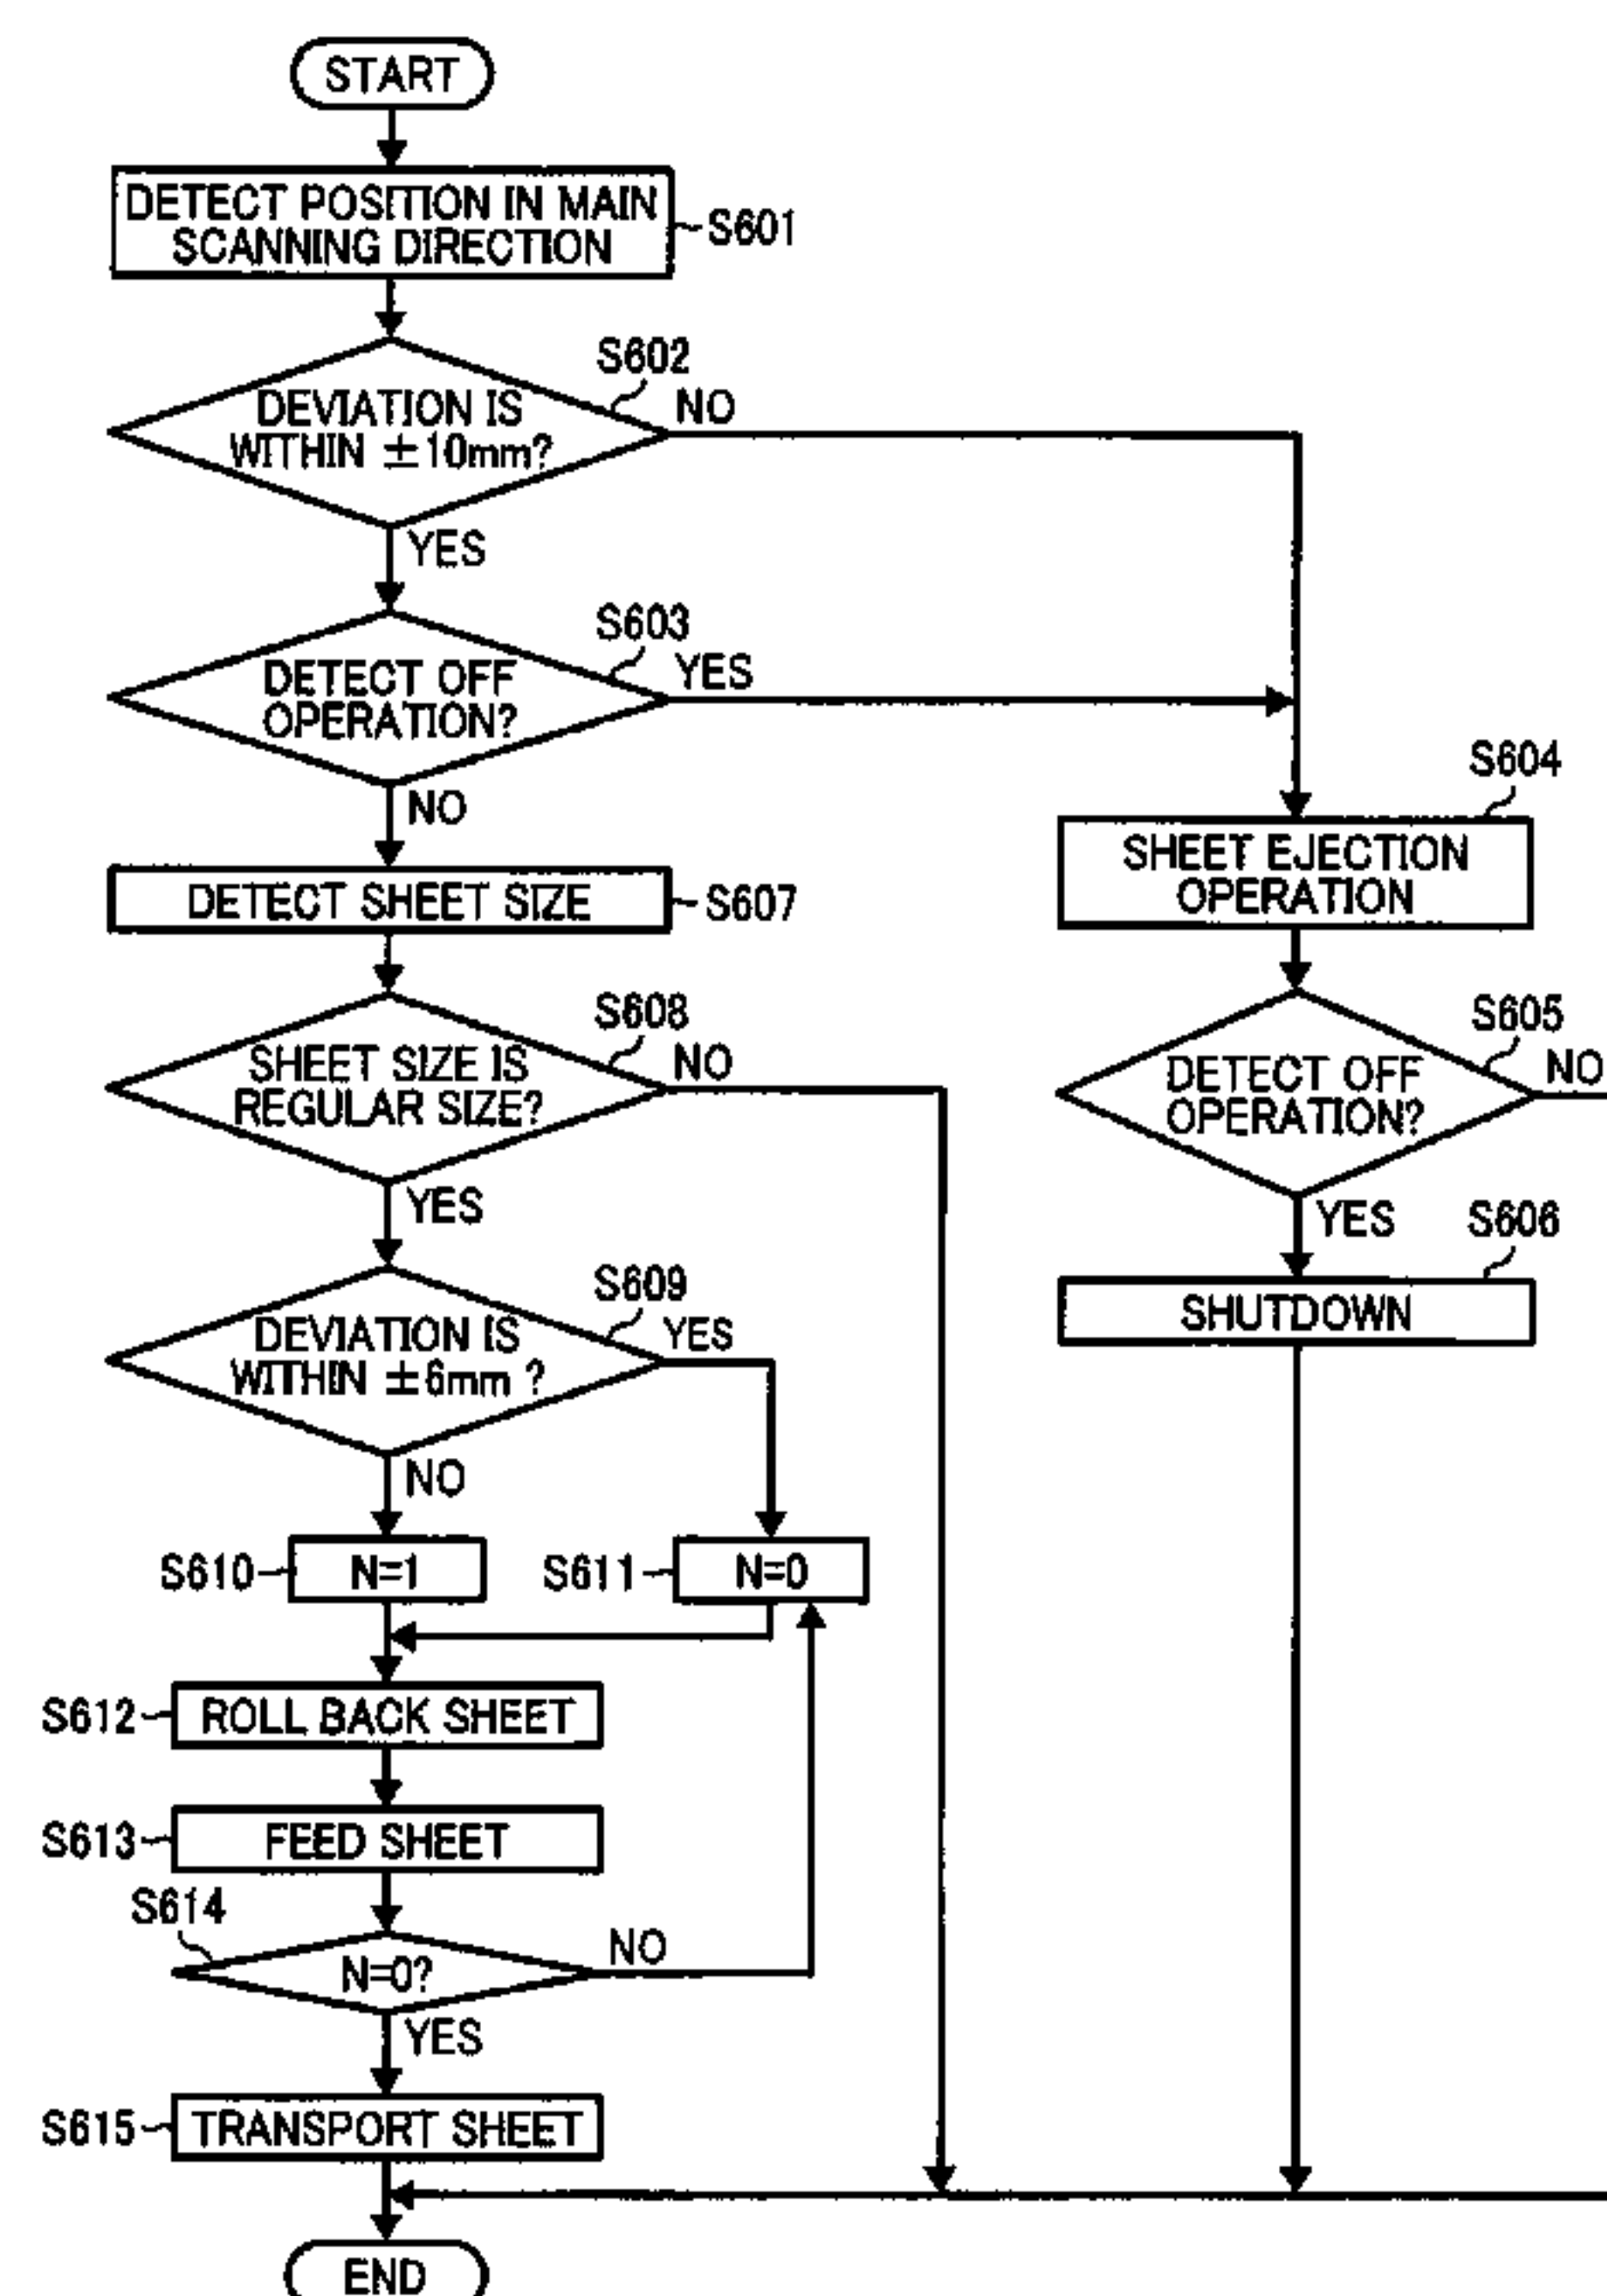 START
DETECT POSITION IN MAIN
SCANNING DIRECTION
S601
S602
DEVIATION IS
WITHIN ±10mm?
NO
YES
S603
DETECT OFF
OPERATION?
YES
NO
S604
SHEET EJECTION
OPERATION
DETECT SHEET SIZE
S607
S605
DETECT OFF
OPERATION?
NO
YES
S608
SHEET SIZE IS
REGULAR SIZE?
NO
YES
S606
SHUTDOWN
S609
DEVIATION IS
WITHIN ±6mm ?
YES
NO
S610
N=1
S611
N=0
S612
ROLL BACK SHEET
S613
FEED SHEET
S614
N=0?
NO
YES
S615
TRANSPORT SHEET
END